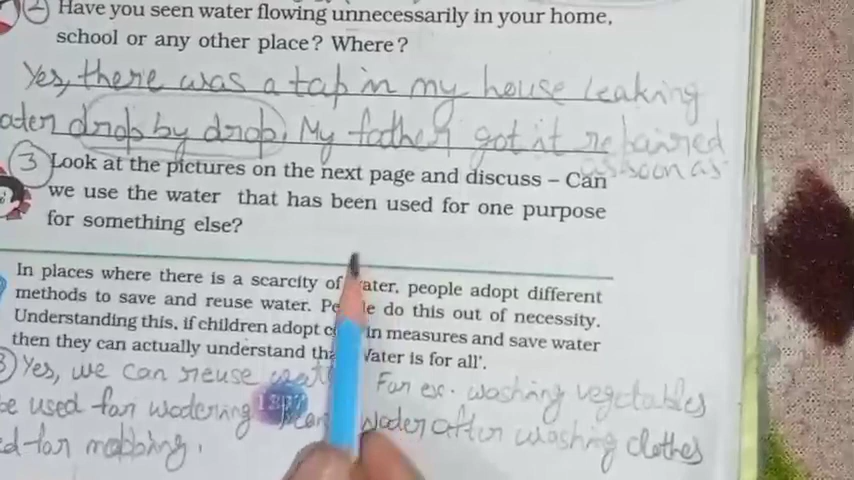 2 Have you seen water flowing unnecessarily in your home,
school or any other place? Where?
Yes, there was a tap in my house leaking
drop by drop. My father got it repaired
as soon as
3 Look at the pictures on the next page and discuss – Can
we use the water that has been used for one purpose
for something else?
In places where there is a scarcity of water, people adopt different
methods to save and reuse water. People do this out of necessity.
Understanding this, if children adopt certain measures and save water
then they can actually understand that 'Water is for all'.
3 Yes, we can reuse For ex. washing vegetables
be used for watering water after washing clothes
for mobbing.